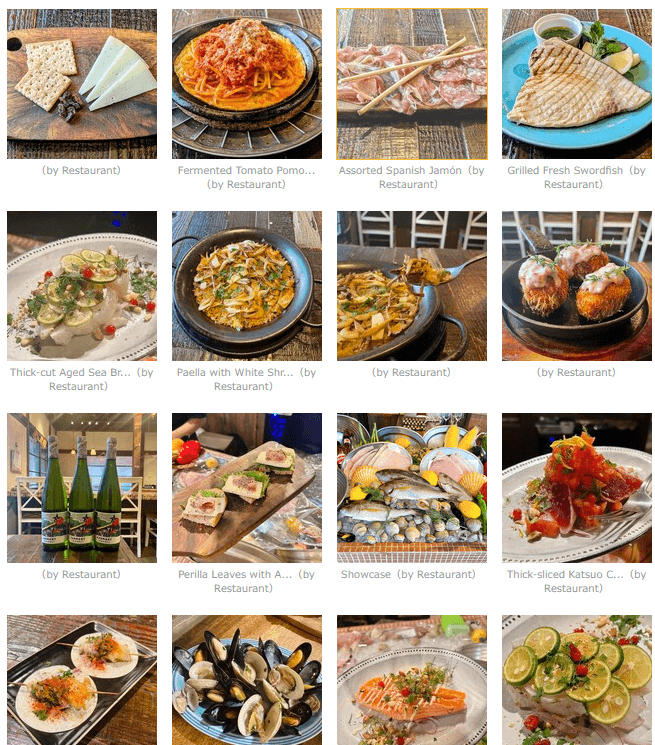 (by Restaurant)
Fermented Tomato Pomo...
(by Restaurant)
Assorted Spanish Jamón（by
Restaurant）
Grilled Fresh Swordfish（by
Restaurant）
Thick-cut Aged Sea Br...（by
Restaurant）
Paella with White Shr...（by
Restaurant）
（by Restaurant）
（by Restaurant）
（by Restaurant）
Perilla Leaves with A...（by
Restaurant）
Showcase（by Restaurant）
Thick-sliced Katsuo C...（by
Restaurant）